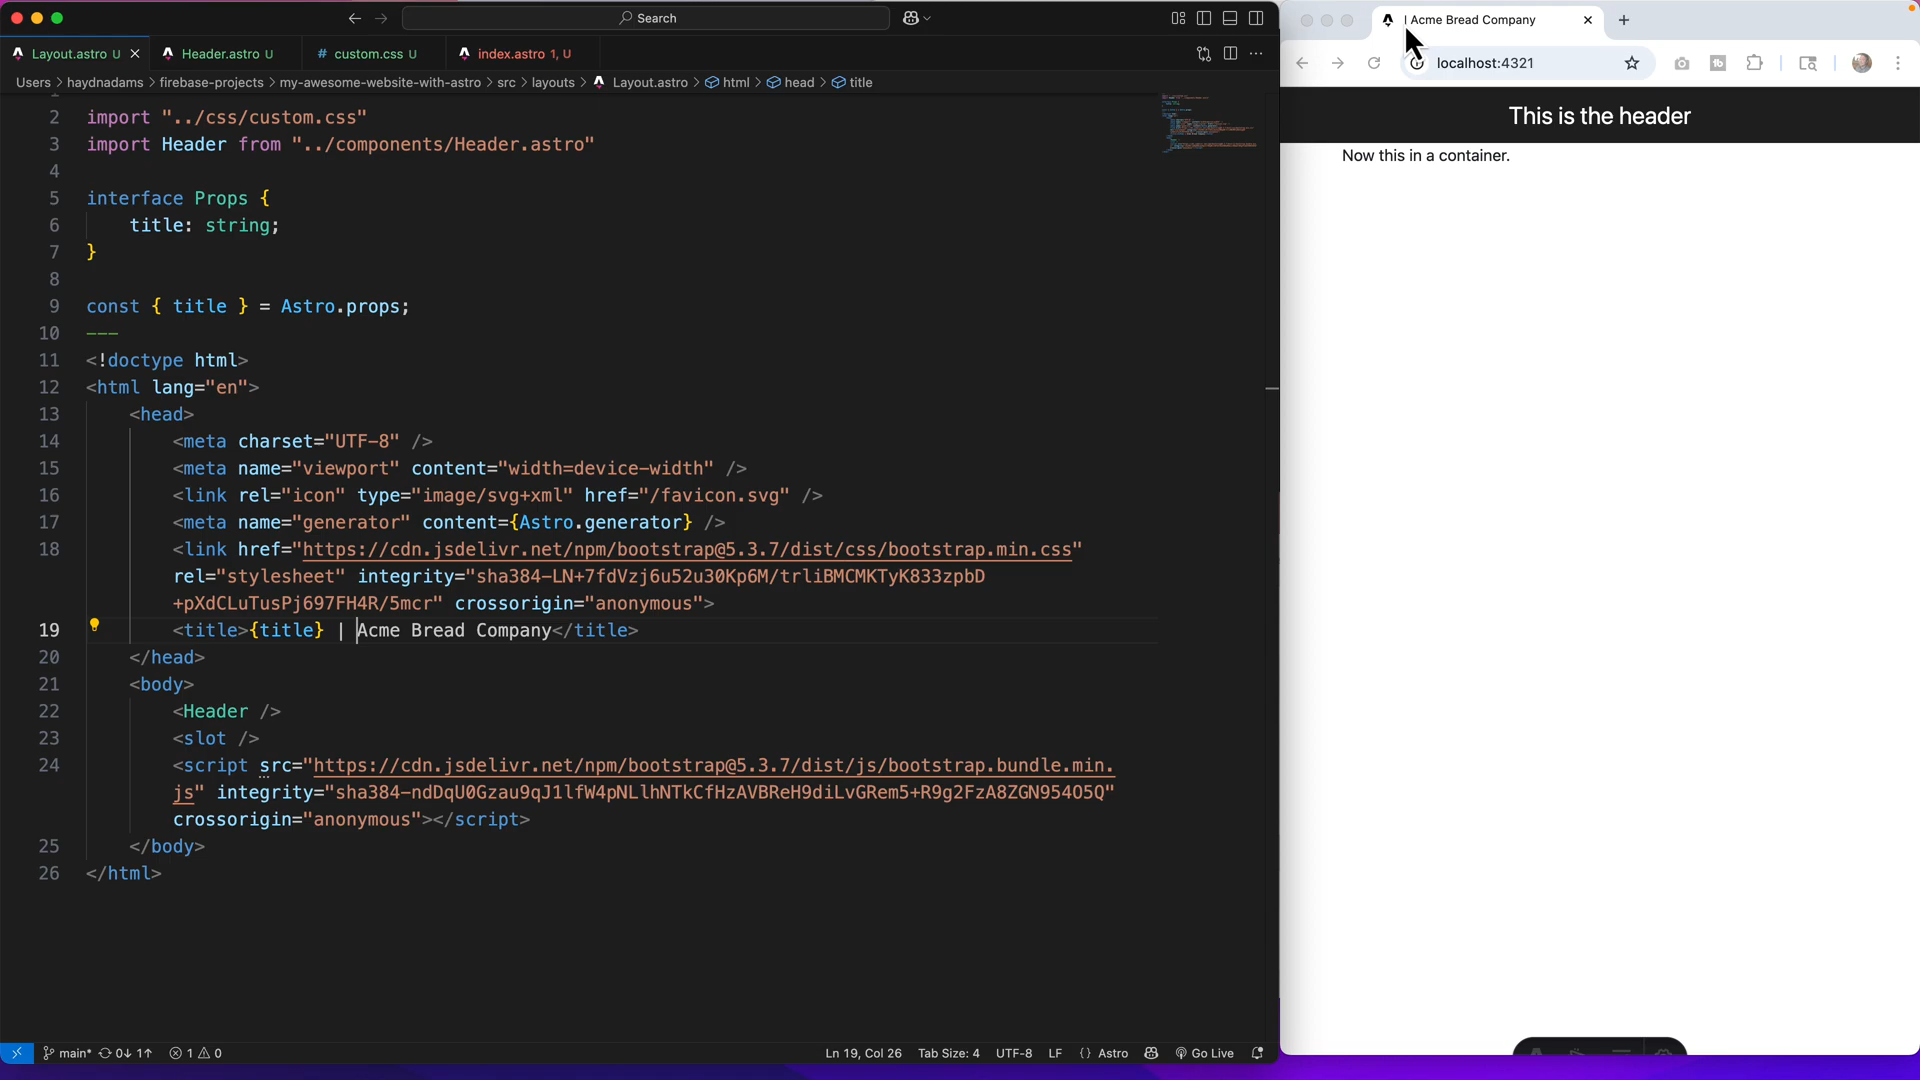 Search
Layout.astro U
Header.astro U
# custom.css U
index.astro 1, U
Users > haydnadams > firebase-projects > my-awesome-website-with-astro > src > layouts > Layout.astro > html > head > title
2 import "../css/custom.css"
3 import Header from "../components/Header.astro"
4
5 interface Props {
6 title: string;
7 }
8
9 const { title } = Astro.props;
10 ---
11 <!doctype html>
12 <html lang="en">
13 <head>
14 <meta charset="UTF-8" />
15 <meta name="viewport" content="width=device-width" />
16 <link rel="icon" type="image/svg+xml" href="/favicon.svg" />
17 <meta name="generator" content={Astro.generator} />
18 <link href="https://cdn.jsdelivr.net/npm/bootstrap@5.3.7/dist/css/bootstrap.min.css"
rel="stylesheet" integrity="sha384-LN+7fdVzj6u52u30Kp6M/trliBMCMKTyK833zpbD
+pXdCLuTusPj697FH4R/5mcr" crossorigin="anonymous">
19 <title>{title} | Acme Bread Company</title>
20 </head>
21 <body>
22 <Header />
23 <slot />
24 <script src="https://cdn.jsdelivr.net/npm/bootstrap@5.3.7/dist/js/bootstrap.bundle.min.
js" integrity="sha384-ndDqU0Gzau9qJ1lfW4pNLlhNTkCfHzAVBReH9diLvGRem5+R9g2FzA8ZGN954O5Q"
crossorigin="anonymous"></script>
25 </body>
26 </html>
main* 0↓ 1↑ 1 0
Ln 19, Col 26 Tab Size: 4 UTF-8 LF {} Astro Go Live
| Acme Bread Company
localhost:4321
This is the header
Now this in a container.